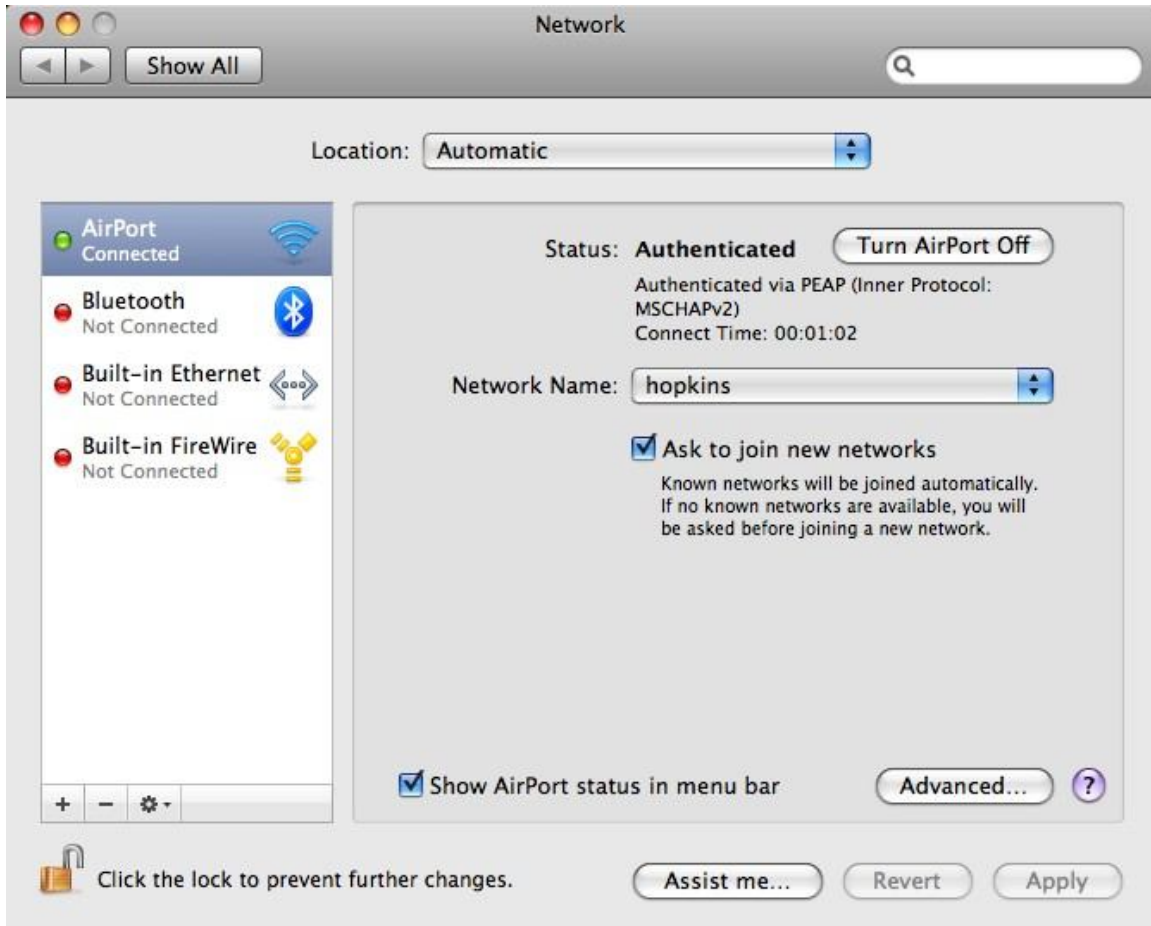 Network
Show All
Location: Automatic
AirPort
Connected
Bluetooth
Not Connected
Built-in Ethernet
Not Connected
Built-in FireWire
Not Connected
Status: Authenticated Turn AirPort Off
Authenticated via PEAP (Inner Protocol:
MSCHAPv2)
Connect Time: 00:01:02
Network Name: hopkins
Ask to join new networks
Known networks will be joined automatically.
If no known networks are available, you will
be asked before joining a new network.
Show AirPort status in menu bar Advanced... ?
Click the lock to prevent further changes. Assist me... Revert Apply